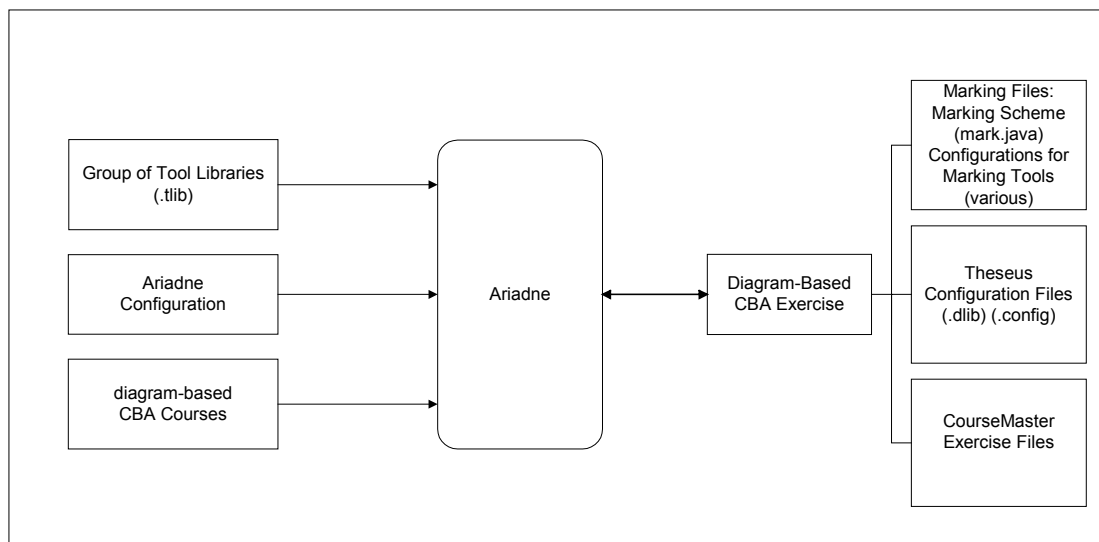 Group of Tool Libraries
(.tlib)
Ariadne
Configuration
diagram-based
CBA Courses
Ariadne
Diagram-Based
CBA Exercise
Marking Files:
Marking Scheme
(mark.java)
Configurations for
Marking Tools
(various)
Theseus
Configuration Files
(.dlib) (.config)
CourseMaster
Exercise Files